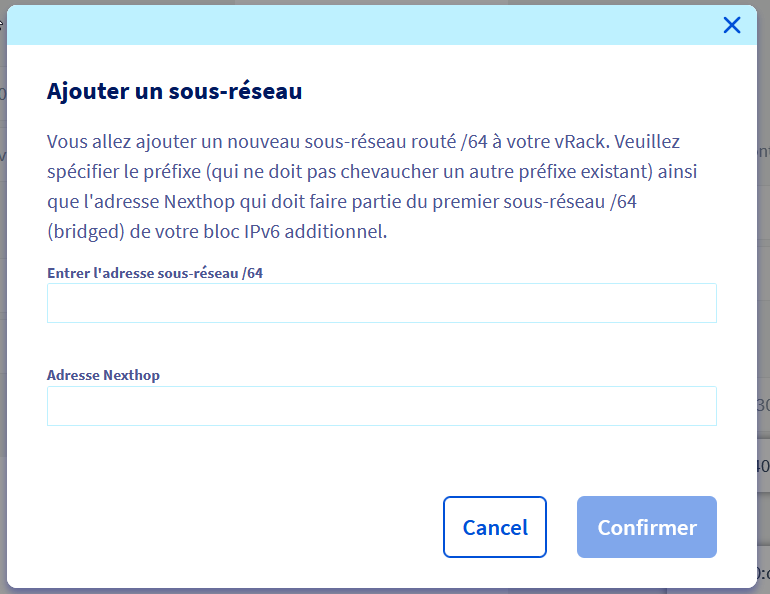 Ajouter un sous-réseau
Vous allez ajouter un nouveau sous-réseau routé /64 à votre vRack. Veuillez
spécifier le préfixe (qui ne doit pas chevaucher un autre préfixe existant) ainsi
que l'adresse Nexthop qui doit faire partie du premier sous-réseau /64
(bridged) de votre bloc IPv6 additionnel.
Entrer l'adresse sous-réseau /64
Adresse Nexthop
Cancel
Confirmer